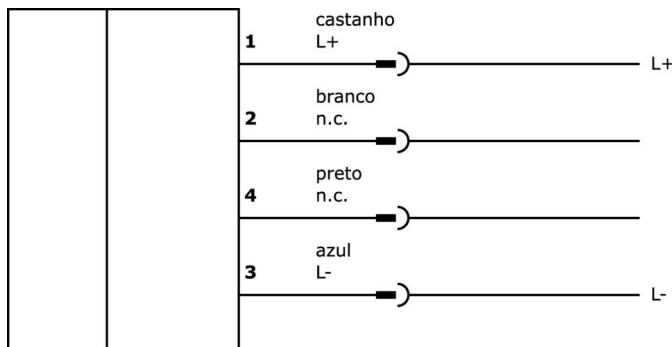 castanho
1 L+
L+
branco
2 n.c.
preto
4 n.c.
azul
3 L-
L-